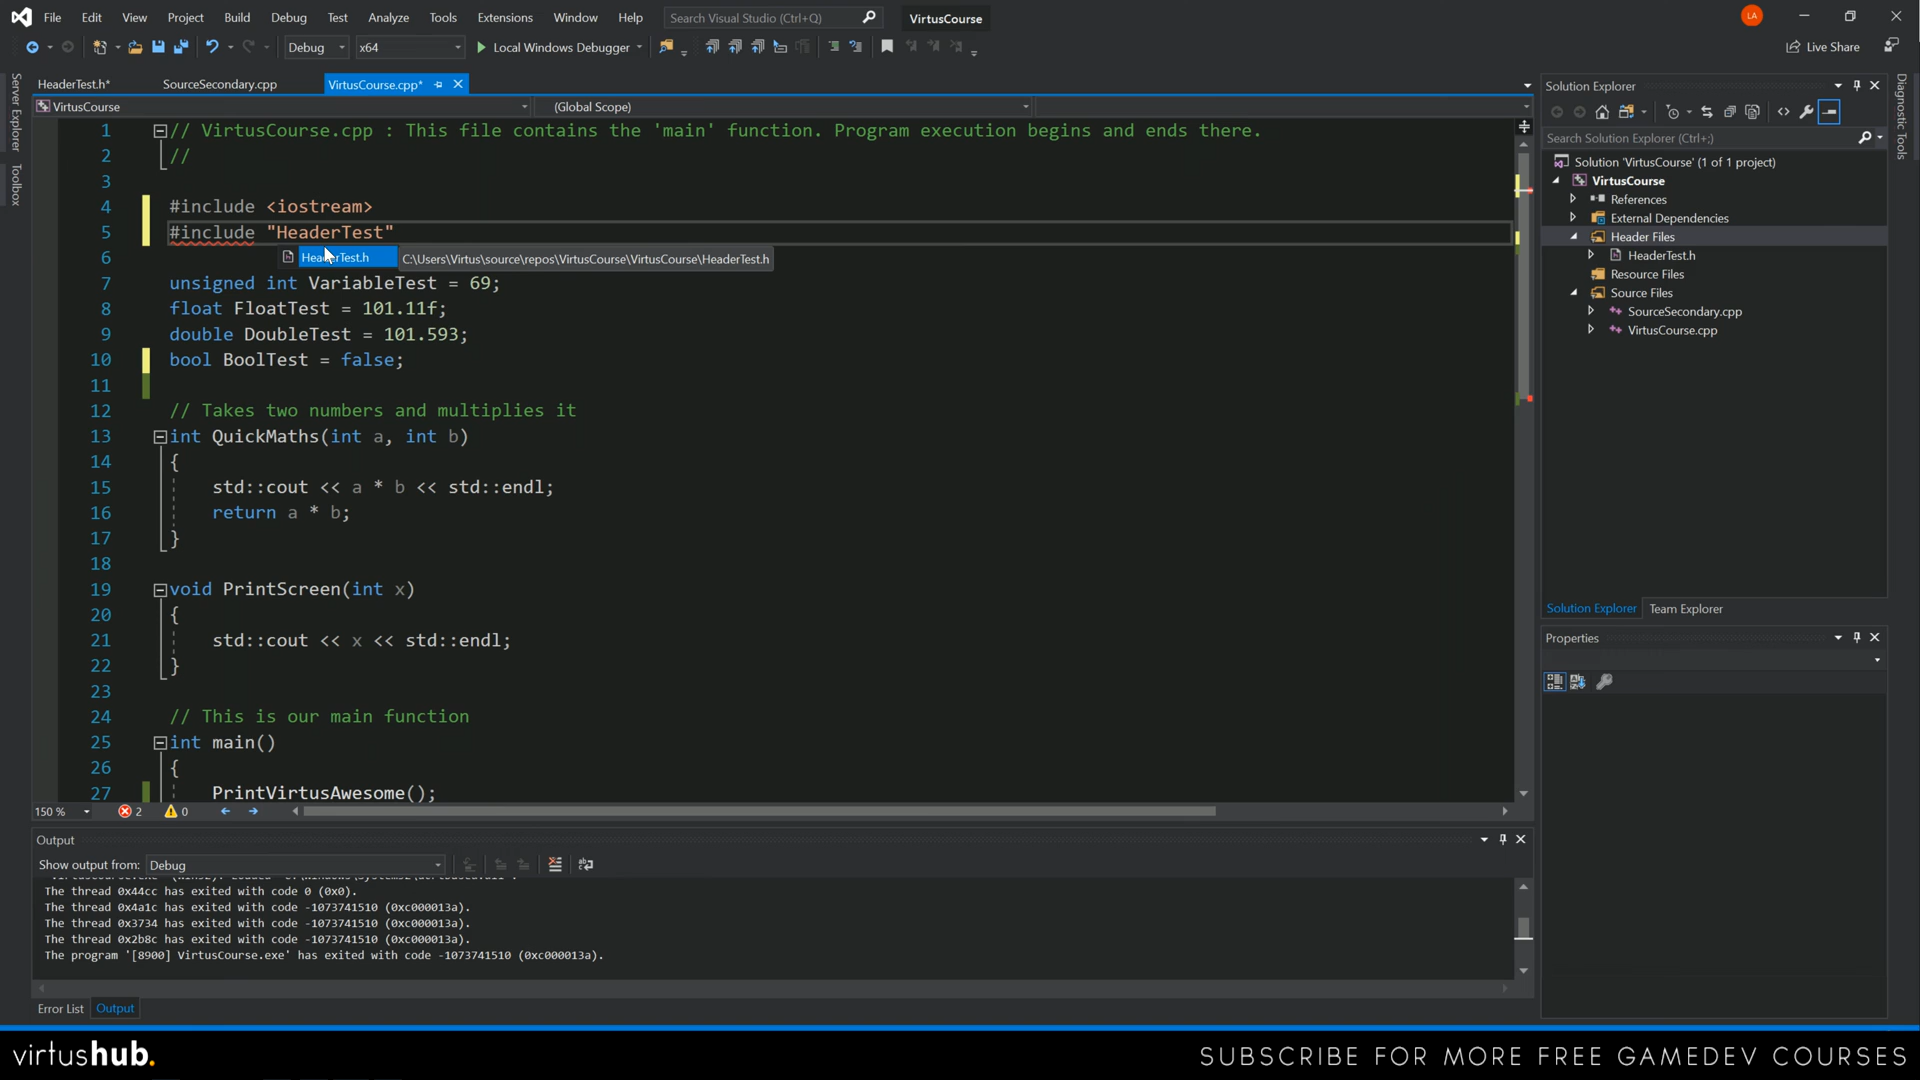 File Edit View Project Build Debug Test Analyze Tools Extensions Window Help Search Visual Studio (Ctrl+Q) VirtusCourse LA
Debug x64 Local Windows Debugger Live Share
HeaderTest.h* SourceSecondary.cpp VirtusCourse.cpp*
VirtusCourse (Global Scope)
Server Explorer
Toolbox
1 // VirtusCourse.cpp : This file contains the 'main' function. Program execution begins and ends there.
2 //
3
4 #include <iostream>
5 #include "HeaderTest"
6 HeaderTest.h C:\Users\Virtus\source\repos\VirtusCourse\VirtusCourse\HeaderTest.h
7 unsigned int VariableTest = 69;
8 float FloatTest = 101.11f;
9 double DoubleTest = 101.593;
10 bool BoolTest = false;
11
12 // Takes two numbers and multiplies it
13 int QuickMaths(int a, int b)
14 {
15 std::cout << a * b << std::endl;
16 return a * b;
17 }
18
19 void PrintScreen(int x)
20 {
21 std::cout << x << std::endl;
22 }
23
24 // This is our main function
25 int main()
26 {
27 PrintVirtusAwesome();
150 % 2 0
Output
Show output from: Debug
The thread 0x44cc has exited with code 0 (0x0).
The thread 0x4a1c has exited with code -1073741510 (0xc000013a).
The thread 0x3734 has exited with code -1073741510 (0xc000013a).
The thread 0x2b8c has exited with code -1073741510 (0xc000013a).
The program '[8900] VirtusCourse.exe' has exited with code -1073741510 (0xc000013a).
Error List Output
Solution Explorer
Search Solution Explorer (Ctrl+;)
Solution 'VirtusCourse' (1 of 1 project)
VirtusCourse
References
External Dependencies
Header Files
HeaderTest.h
Resource Files
Source Files
SourceSecondary.cpp
VirtusCourse.cpp
Solution Explorer Team Explorer
Properties
Diagnostic Tools
virtushub.
SUBSCRIBE FOR MORE FREE GAMEDEV COURSES